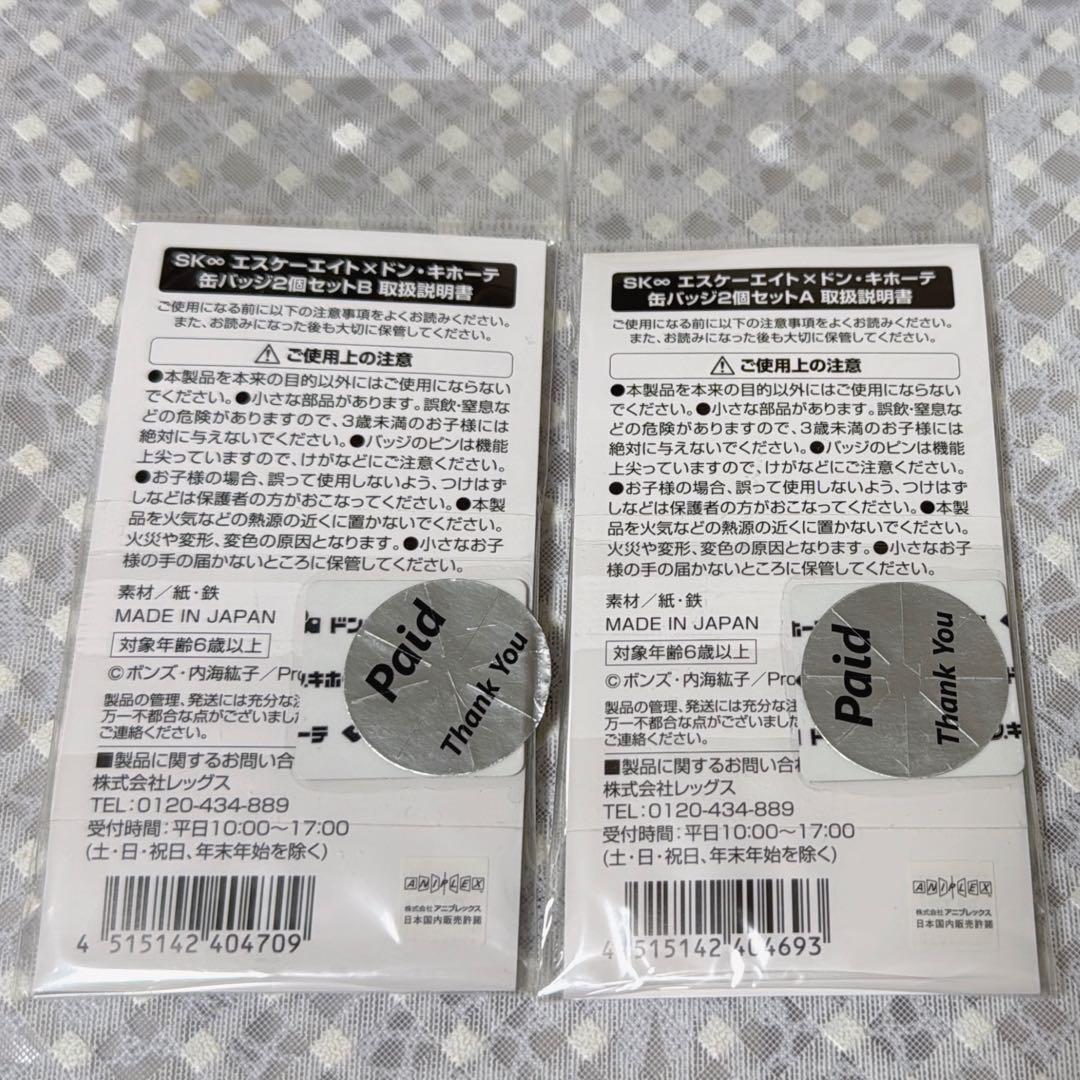 SK∞ エスケーエイト×ドン・キホーテ
缶バッジ2個セットB 取扱説明書
ご使用になる前に以下の注意事項をよくお読みください。
また、お読みになった後も大切に保管してください。
⚠ ご使用上の注意
●本製品を本来の目的以外にはご使用にならない
でください。●小さな部品があります。誤飲・窒息な
どの危険がありますので、3歳未満のお子様には
絶対に与えないでください。●バッジのピンは機能
上尖っていますので、けがなどにご注意ください。
●お子様の場合、誤って使用しないよう、つけはず
しなどは保護者の方がおこなってください。●本製
品を火気などの熱源の近くに置かないでください。
火災や変形、変色の原因となります。●小さなお子
様の手の届かないところに保管してください。
素材/紙・鉄
MADE IN JAPAN
対象年齢6歳以上
©ボンズ・内海紘子/Pro
製品の管理、発送には充分な注
万一不都合な点がございまし
ご連絡ください。
■製品に関するお問い合
株式会社レッグス
TEL:0120-434-889
受付時間:平日10:00〜17:00
(土・日・祝日、年末年始を除く)
4 515142 404709
ANIPLEX
株式会社アニプレックス
日本国内販売許諾
ドン
キホ
ーテ
Paid
Thank You
SK∞ エスケーエイト×ドン・キホーテ
缶バッジ2個セットA 取扱説明書
ご使用になる前に以下の注意事項をよくお読みください。
また、お読みになった後も大切に保管してください。
⚠ ご使用上の注意
●本製品を本来の目的以外にはご使用にならない
でください。●小さな部品があります。誤飲・窒息な
どの危険がありますので、3歳未満のお子様には
絶対に与えないでください。●バッジのピンは機能
上尖っていますので、けがなどにご注意ください。
●お子様の場合、誤って使用しないよう、つけはず
しなどは保護者の方がおこなってください。●本製
品を火気などの熱源の近くに置かないでください。
火災や変形、変色の原因となります。●小さなお子
様の手の届かないところに保管してください。
素材/紙・鉄
MADE IN JAPAN
対象年齢6歳以上
©ボンズ・内海紘子/Pro
製品の管理、発送には充分な注
万一不都合な点がございました
ご連絡ください。
■製品に関するお問い合わ
株式会社レッグス
TEL:0120-434-889
受付時間:平日10:00〜17:00
(土・日・祝日、年末年始を除く)
4 515142 404693
ANIPLEX
株式会社アニプレックス
日本国内販売許諾
Paid
Thank You